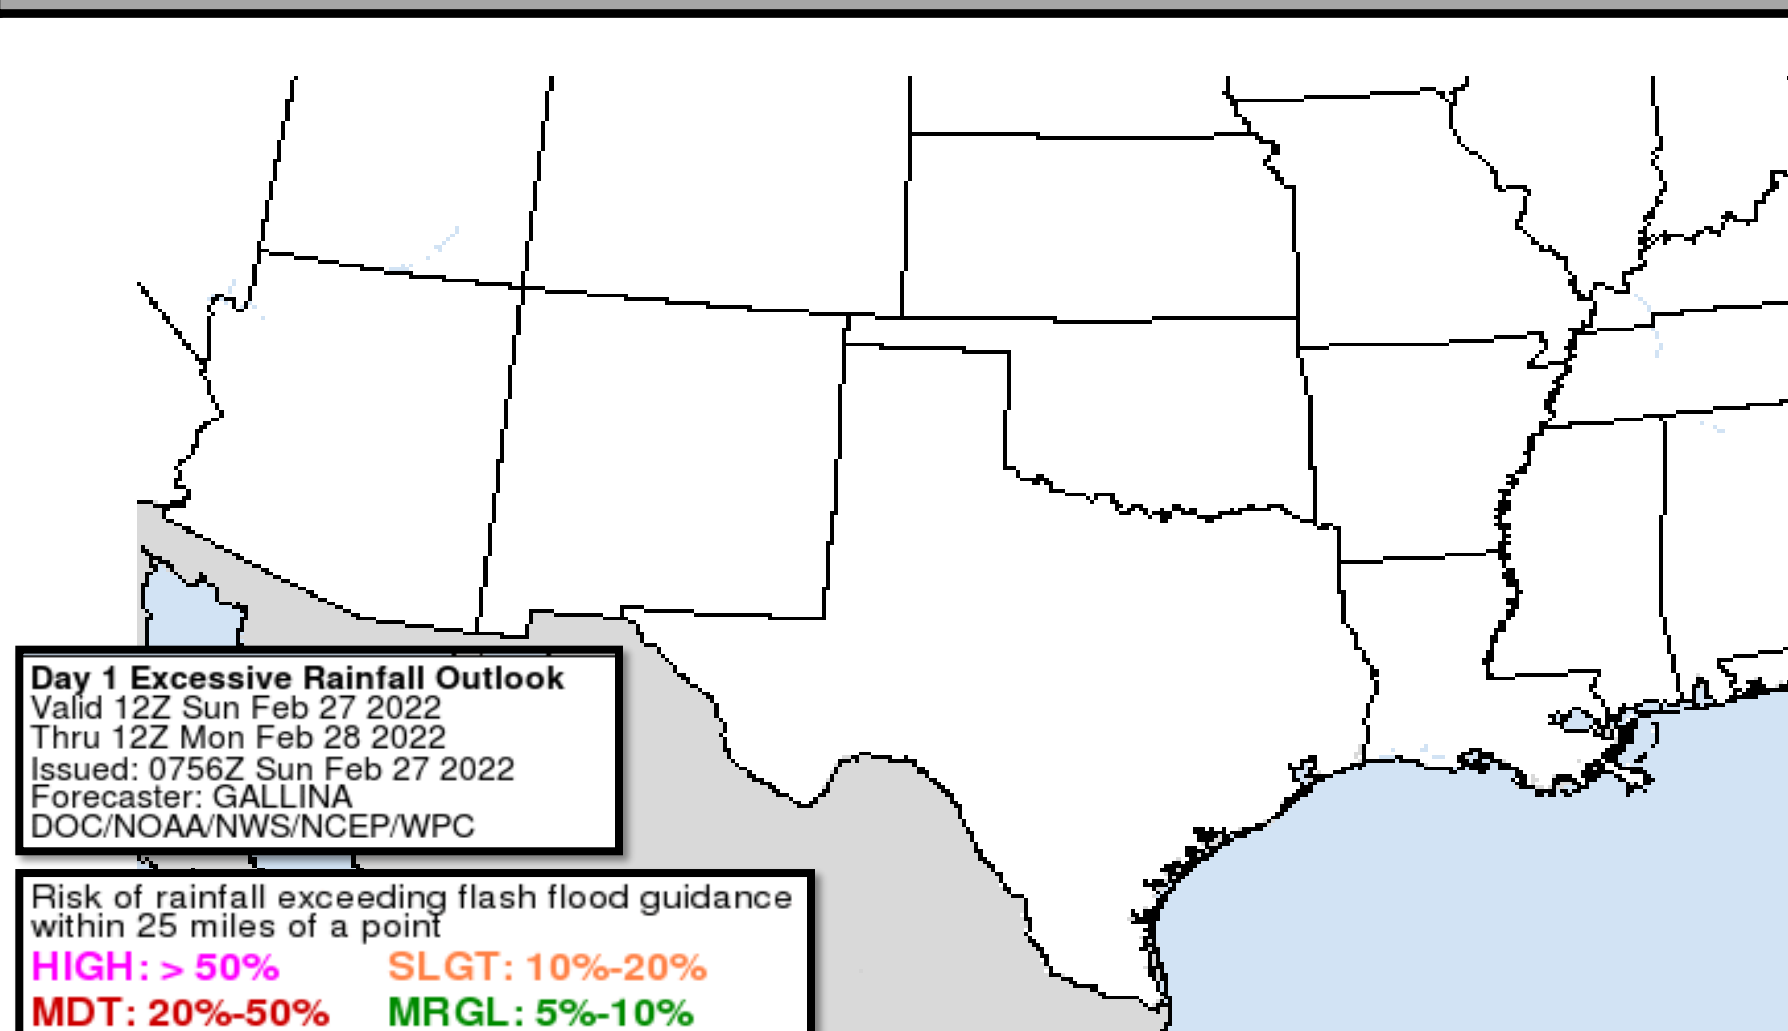 Day 1 Excessive Rainfall Outlook
Valid 12Z Sun Feb 27 2022
Thru 12Z Mon Feb 28 2022
Issued: 0756Z Sun Feb 27 2022
Forecaster: GALLINA
DOC/NOAA/NWS/NCEP/WPC
Risk of rainfall exceeding flash flood guidance
within 25 miles of a point
HIGH: > 50% SLGT: 10%-20%
MDT: 20%-50% MRGL: 5%-10%